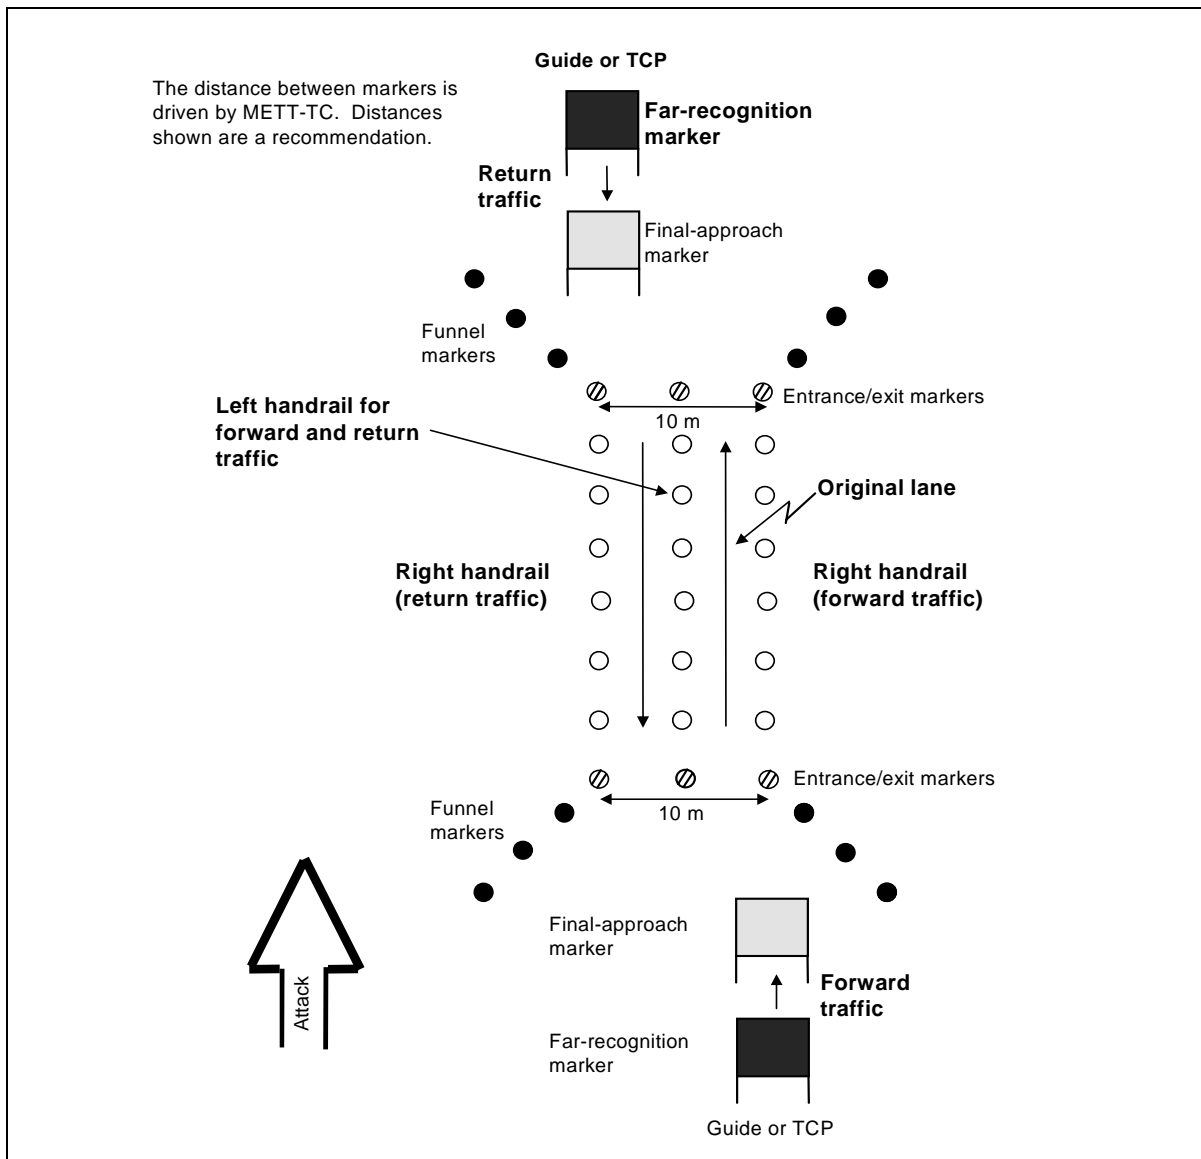 Guide or TCP
The distance between markers is
driven by METT-TC.  Distances
shown are a recommendation.
Far-recognition
marker
Return
traffic
Final-approach
marker
Funnel
markers
Entrance/exit markers
10 m
Left handrail for
forward and return
traffic
Original lane
Right handrail
(return traffic)
Right handrail
(forward traffic)
Entrance/exit markers
10 m
Funnel
markers
Attack
Final-approach
marker
Forward
traffic
Far-recognition
marker
Guide or TCP